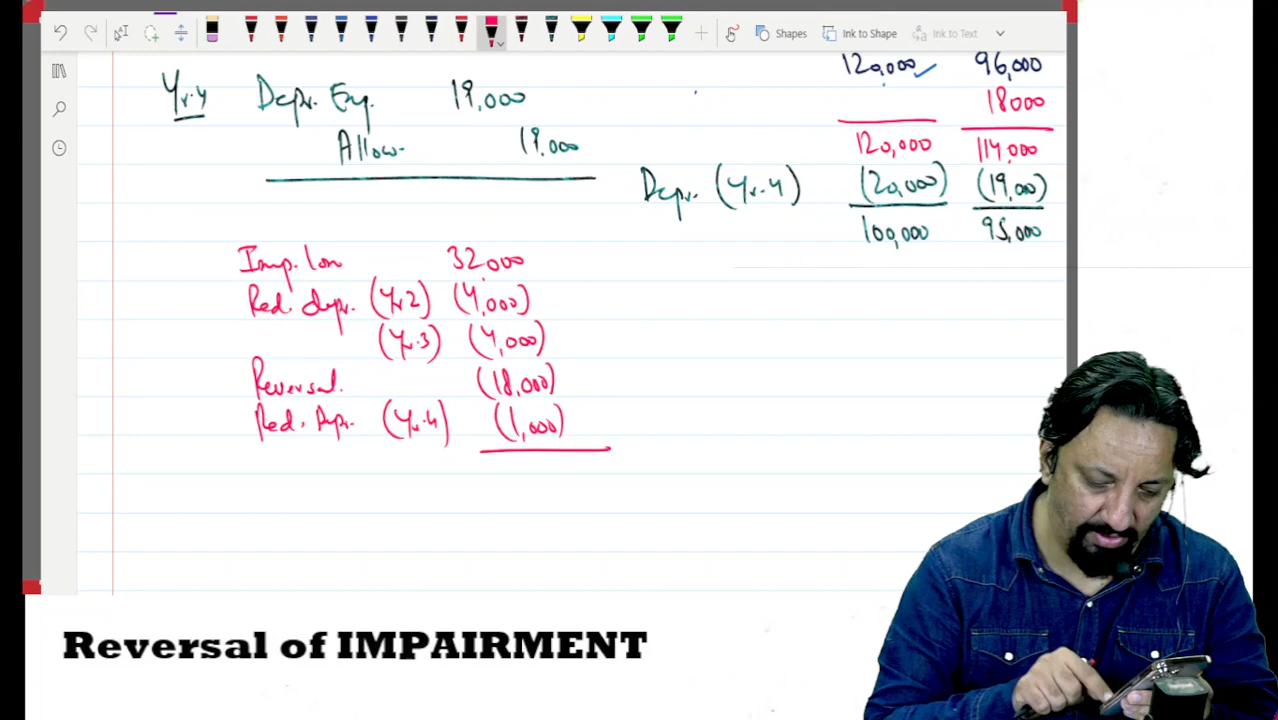 Shapes
Ink to Shape
Ink to Text
120,000 96,000
18000
120,000 114,000
Depr. (Yr.4) (20,000) (19,000)
100,000 95,000
Yr.4 Depr. Exp. 19,000
Allow. 19,000
Imp. loss 32,000
Red. depr. (Yr2) (4,000)
(Yr.3) (4,000)
Reversal. (18,000)
Red. Depr. (Yr.4) (1,000)
Reversal of IMPAIRMENT